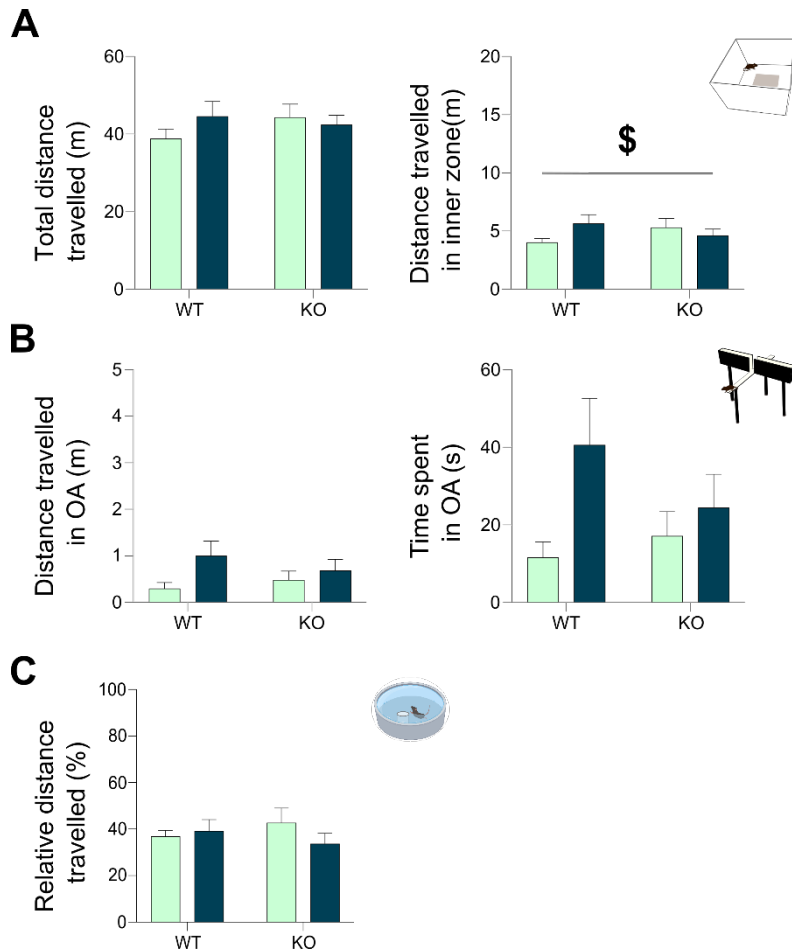 A
Total distance
travelled (m)
60
40
20
0
WT KO
Distance travelled
in inner zone(m)
20
15
10
5
0
$
WT KO
B
Distance travelled
in OA (m)
5
4
3
2
1
0
WT KO
Time spent
in OA (s)
60
40
20
0
WT KO
C
Relative distance
travelled (%)
100
80
60
40
20
0
WT KO